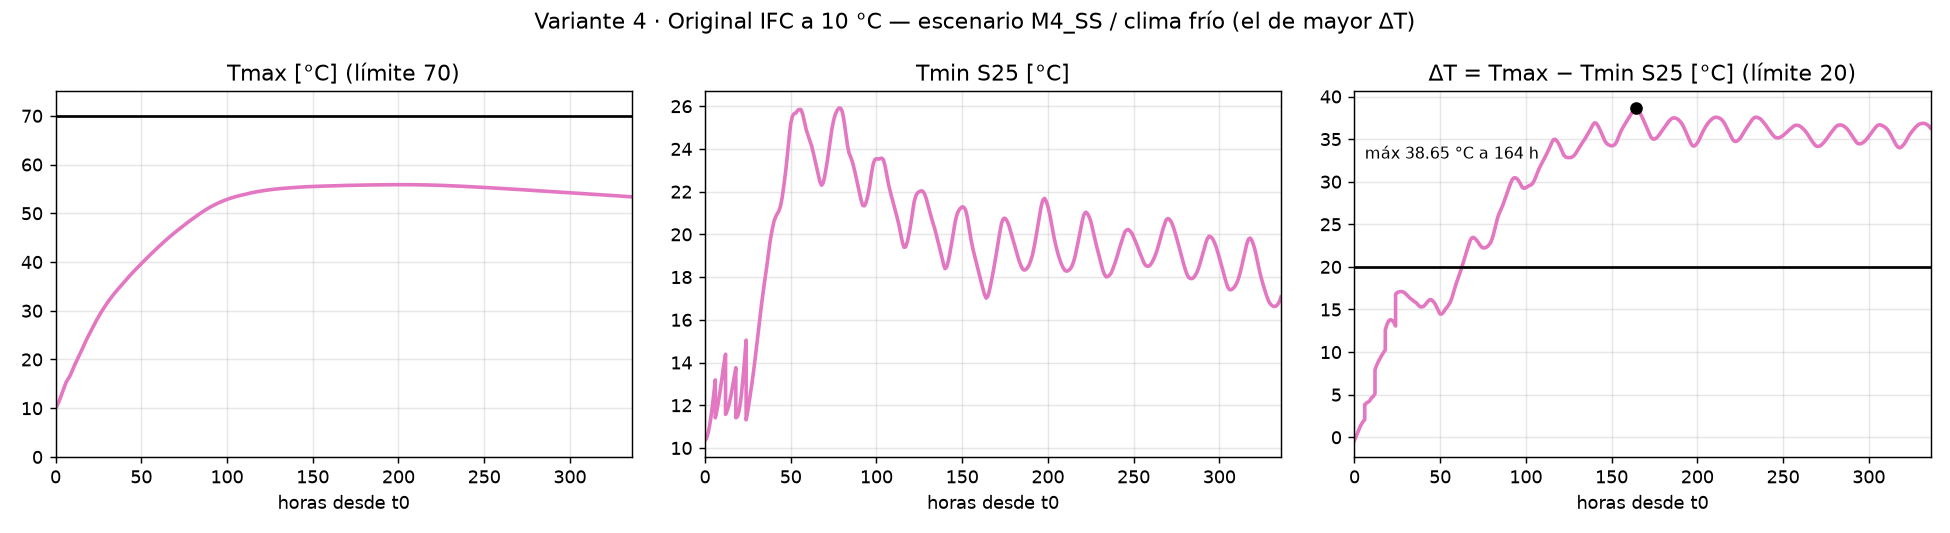 Variante 4 · Original IFC a 10 °C — escenario M4_SS / clima frío (el de mayor ΔT)
Tmax [°C] (límite 70)
70
60
50
40
30
20
10
0
0 50 100 150 200 250 300
horas desde t0
Tmin S25 [°C]
26
24
22
20
18
16
14
12
10
0 50 100 150 200 250 300
horas desde t0
ΔT = Tmax − Tmin S25 [°C] (límite 20)
40
35
máx 38.65 °C a 164 h
30
25
20
15
10
5
0
0 50 100 150 200 250 300
horas desde t0